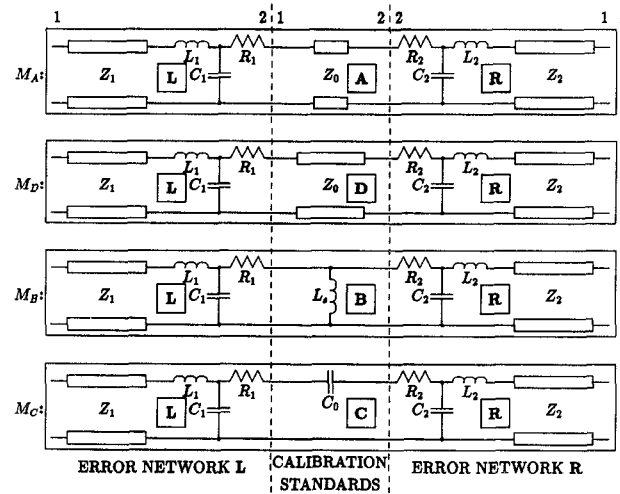 1 2 1 2 2 1
M_A: Z_1 L L_1 C_1 R_1 Z_0 A R_2 C_2 L_2 R Z_2
M_D: Z_1 L L_1 C_1 R_1 Z_0 D R_2 C_2 L_2 R Z_2
M_B: Z_1 L L_1 C_1 R_1 L_s B R_2 C_2 L_2 R Z_2
M_C: Z_1 L L_1 C_1 R_1 C_0 C R_2 C_2 L_2 R Z_2
ERROR NETWORK L CALIBRATION STANDARDS ERROR NETWORK R